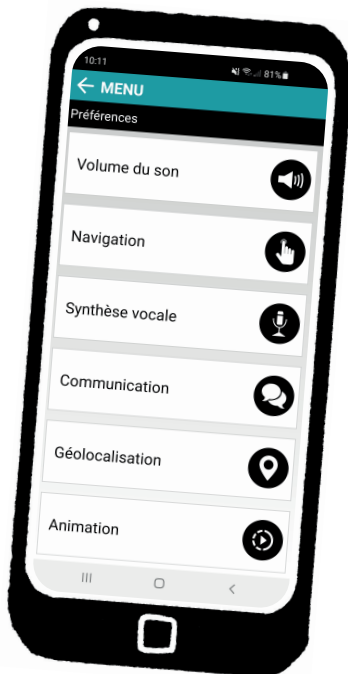 10:11 81%
← MENU
Préférences
Volume du son
Navigation
Synthèse vocale
Communication
Géolocalisation
Animation